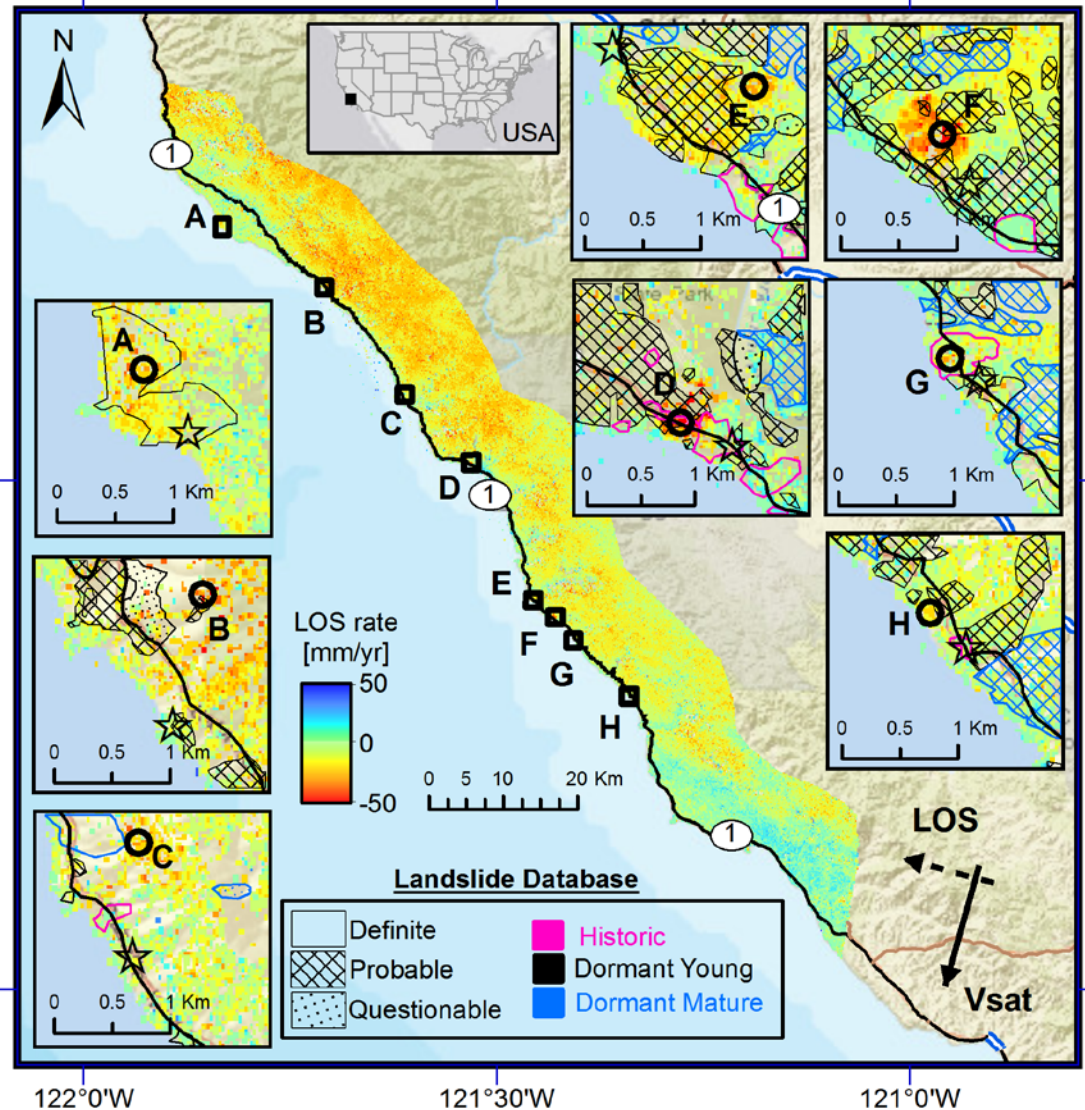 N
USA
1
A
B
C
D
1
E
F
G
H
1
E
1
0 0.5 1 Km
F
0 0.5 1 Km
A
0 0.5 1 Km
D
0 0.5 1 Km
G
0 0.5 1 Km
B
0 0.5 1 Km
H
0 0.5 1 Km
C
0 0.5 1 Km
LOS rate
[mm/yr]
50
0
-50
0 5 10 20 Km
LOS
Vsat
Landslide Database
Definite
Probable
Questionable
Historic
Dormant Young
Dormant Mature
122°0'W
121°30'W
121°0'W